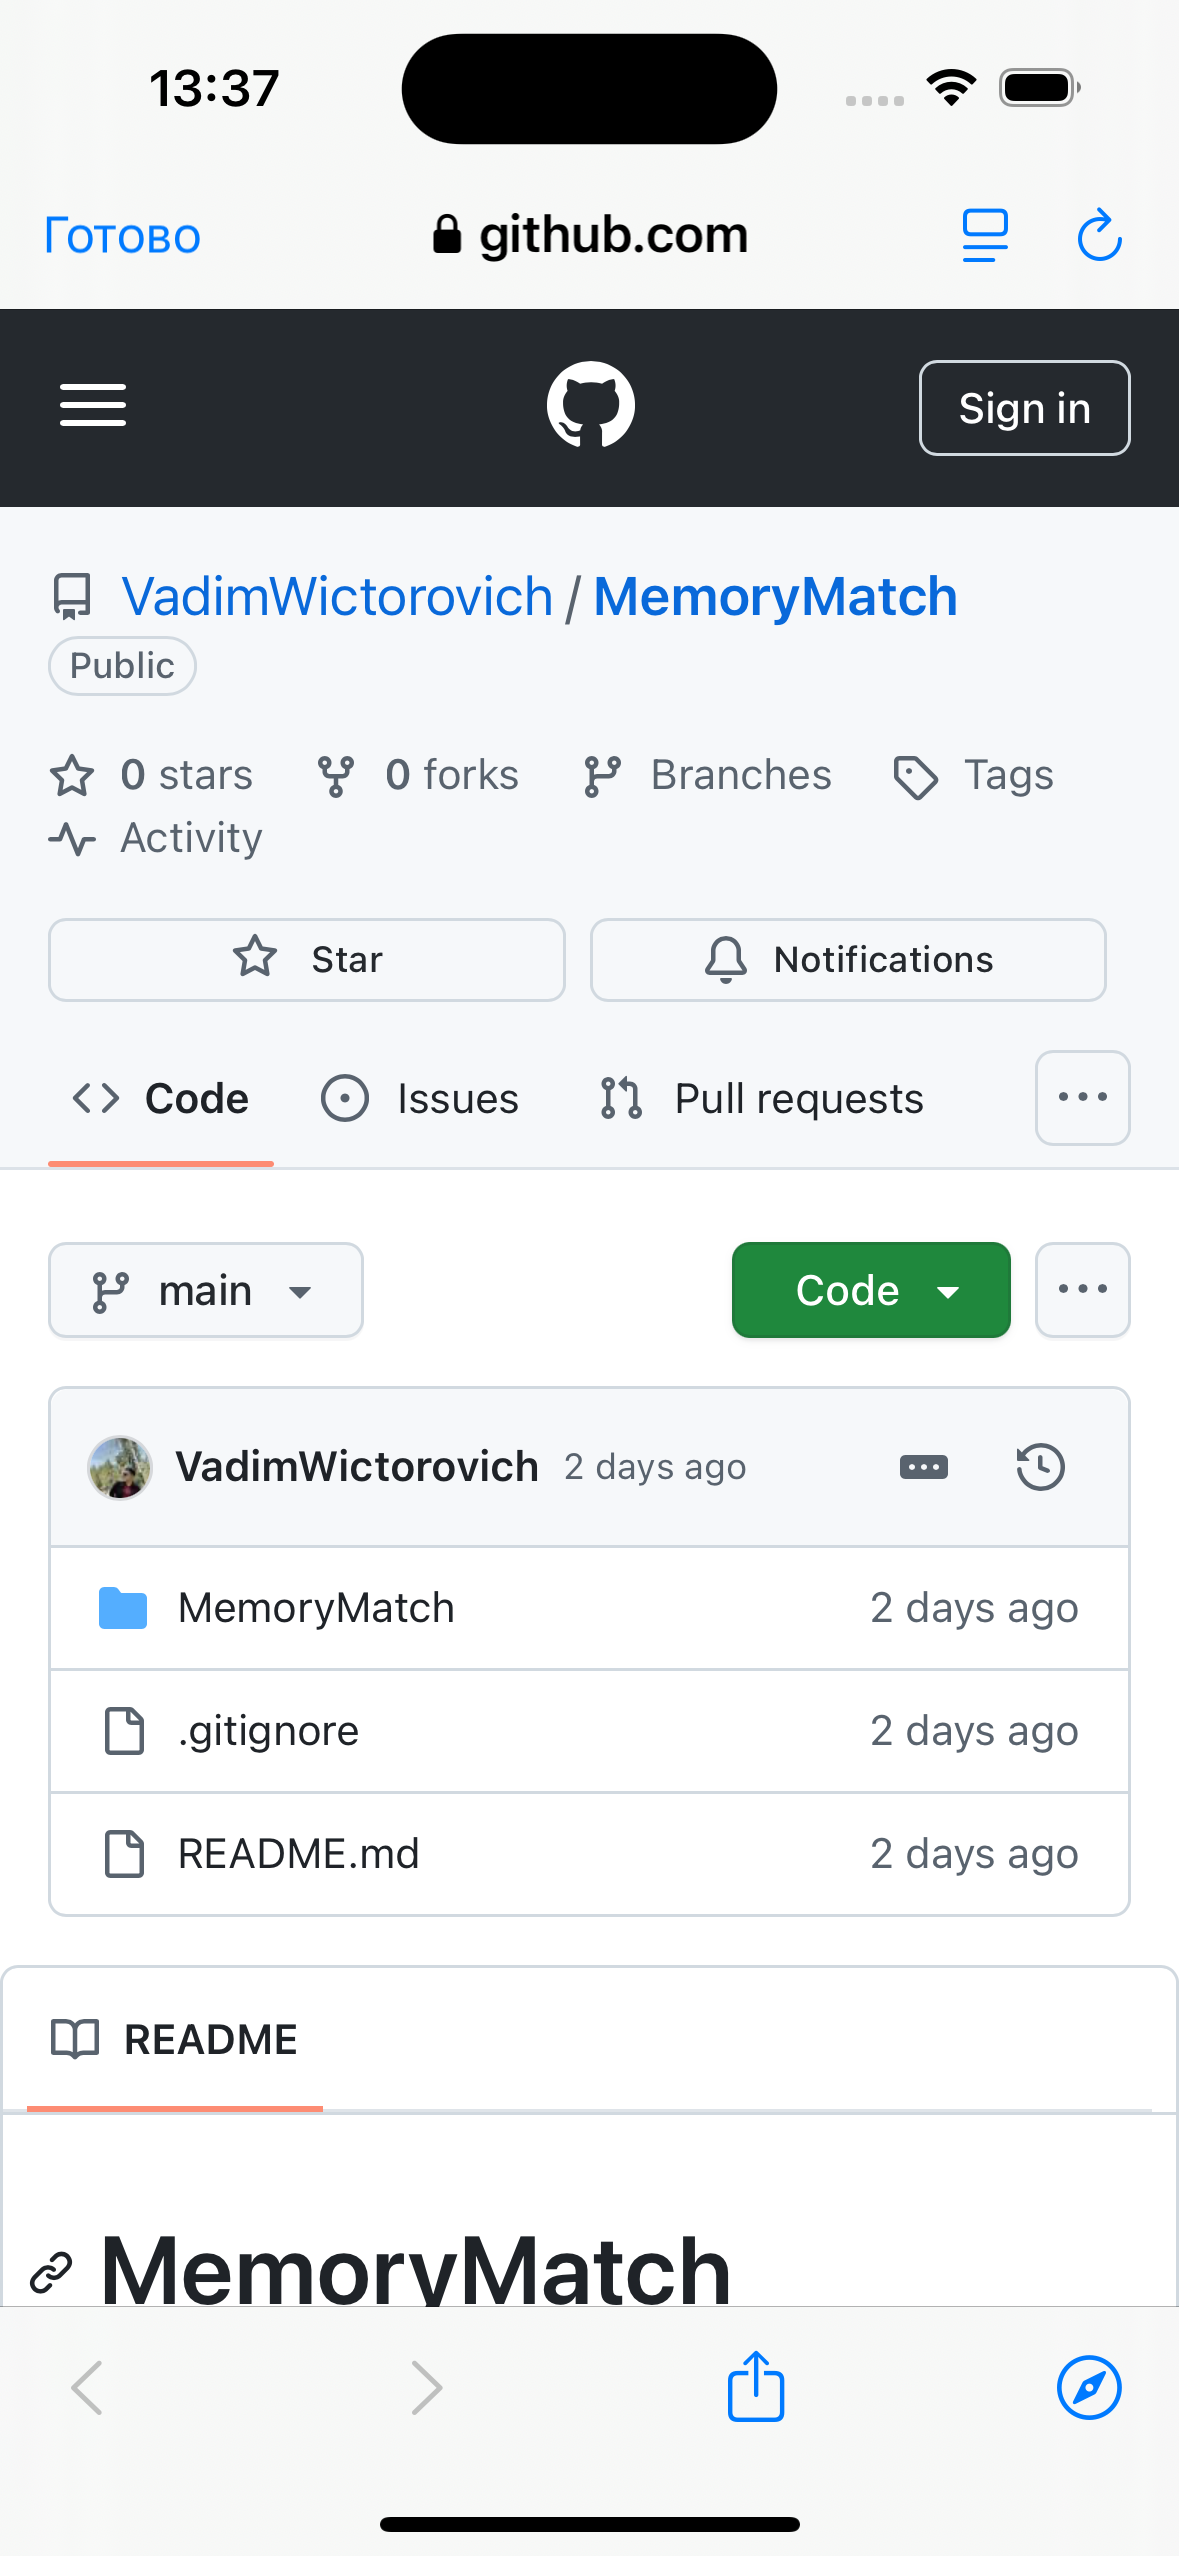 13:37
Готово
github.com
Sign in
VadimWictorovich / MemoryMatch
Public
0 stars 0 forks Branches Tags
Activity
Star Notifications
Code Issues Pull requests
main Code
VadimWictorovich 2 days ago
MemoryMatch 2 days ago
.gitignore 2 days ago
README.md 2 days ago
README
MemoryMatch